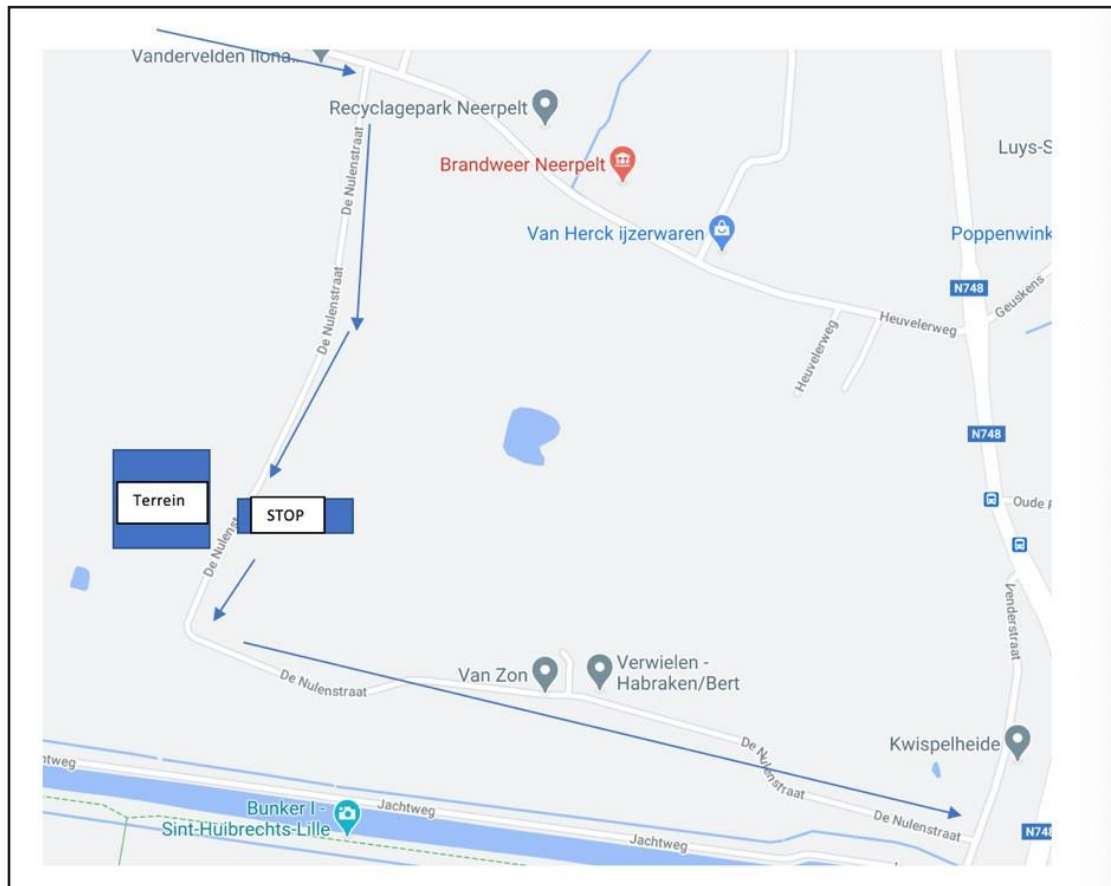 Vandervelden Ilona...
Recyclagepark Neerpelt
Brandweer Neerpelt
Luys-S
De Nulenstraat
Van Herck ijzerwaren
Poppenwink
N748
Geuskens
De Nulenstraat
Heuvelerweg
Heuvelerweg
N748
Terrein
STOP
Oude
De Nulenst
Venderstraat
De Nulenstraat
Van Zon
Verwielen -
Habraken/Bert
De Nulenstraat
Kwispelheide
htweg
Bunker I -
Sint-Huibrechts-Lille
Jachtweg
Jachtweg
De Nulenstraat
N748